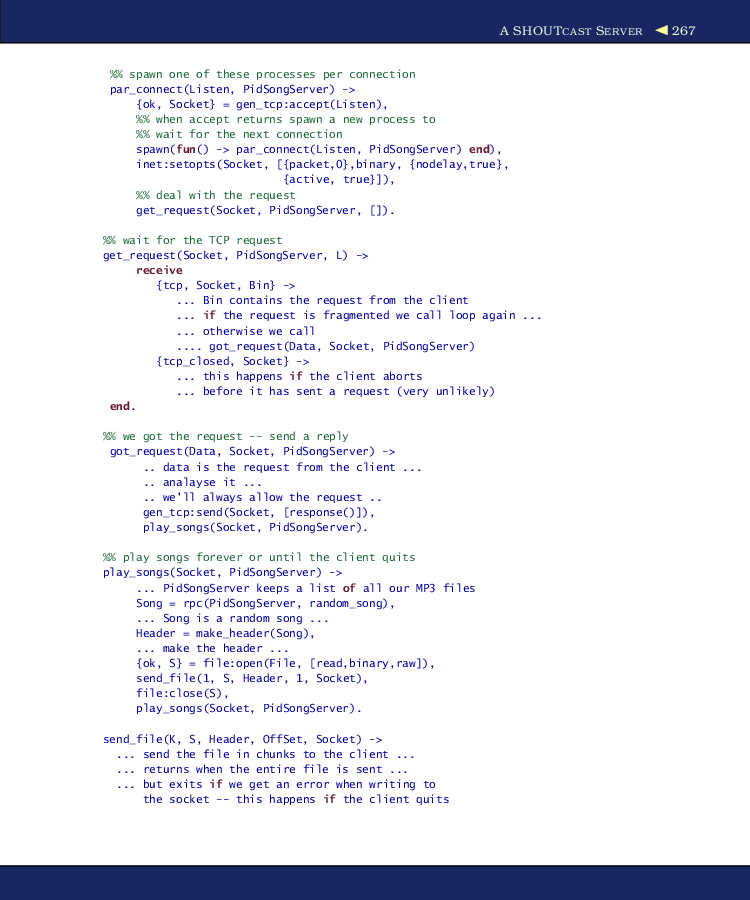 A SHOUTCAST SERVER ◄ 267
%% spawn one of these processes per connection
par_connect(Listen, PidSongServer) ->
{ok, Socket} = gen_tcp:accept(Listen),
%% when accept returns spawn a new process to
%% wait for the next connection
spawn(fun() -> par_connect(Listen, PidSongServer) end),
inet:setopts(Socket, [{packet,0},binary, {nodelay,true},
{active, true}]),
%% deal with the request
get_request(Socket, PidSongServer, []).
%% wait for the TCP request
get_request(Socket, PidSongServer, L) ->
receive
{tcp, Socket, Bin} ->
... Bin contains the request from the client
... if the request is fragmented we call loop again ...
... otherwise we call
.... got_request(Data, Socket, PidSongServer)
{tcp_closed, Socket} ->
... this happens if the client aborts
... before it has sent a request (very unlikely)
end.
%% we got the request -- send a reply
got_request(Data, Socket, PidSongServer) ->
.. data is the request from the client ...
.. analayse it ...
.. we'll always allow the request ..
gen_tcp:send(Socket, [response()]),
play_songs(Socket, PidSongServer).
%% play songs forever or until the client quits
play_songs(Socket, PidSongServer) ->
... PidSongServer keeps a list of all our MP3 files
Song = rpc(PidSongServer, random_song),
... Song is a random song ...
Header = make_header(Song),
... make the header ...
{ok, S} = file:open(File, [read,binary,raw]),
send_file(1, S, Header, 1, Socket),
file:close(S),
play_songs(Socket, PidSongServer).
send_file(K, S, Header, OffSet, Socket) ->
... send the file in chunks to the client ...
... returns when the entire file is sent ...
... but exits if we get an error when writing to
the socket -- this happens if the client quits